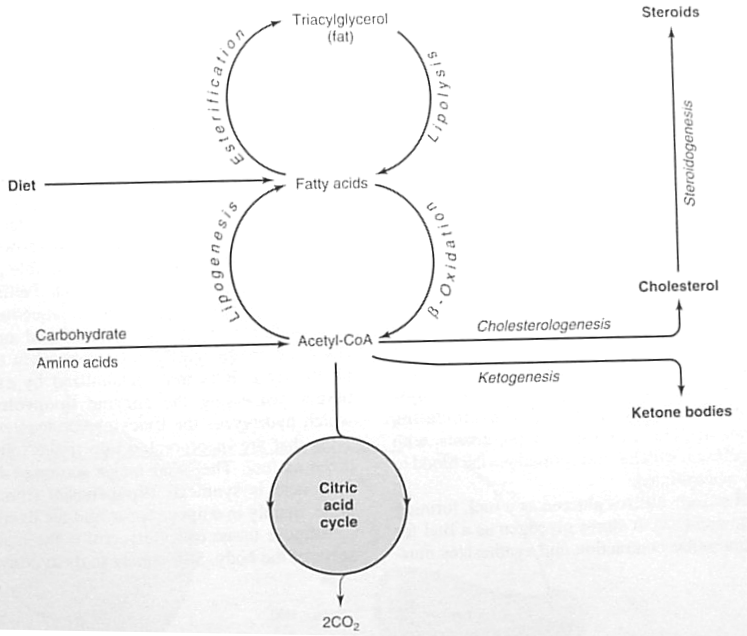 Triacylglycerol
(fat)
Steroids
Esterification
Lipolysis
Steroidogenesis
Diet
Fatty acids
Lipogenesis
β-Oxidation
Cholesterol
Carbohydrate
Amino acids
Acetyl-CoA
Cholesterologenesis
Ketogenesis
Ketone bodies
Citric
acid
cycle
2CO₂